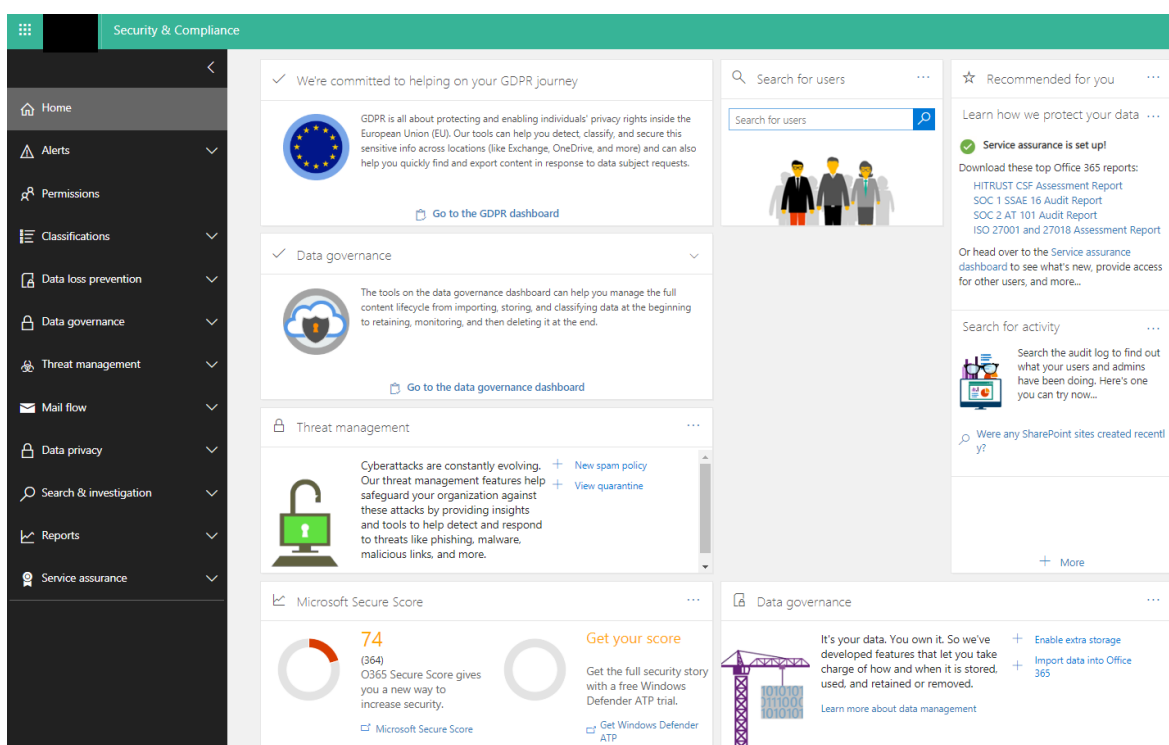 Security & Compliance
Home
Alerts
Permissions
Classifications
Data loss prevention
Data governance
Threat management
Mail flow
Data privacy
Search & investigation
Reports
Service assurance
We're committed to helping on your GDPR journey
GDPR is all about protecting and enabling individuals' privacy rights inside the
European Union (EU). Our tools can help you detect, classify, and secure this
sensitive info across locations (like Exchange, OneDrive, and more) and can also
help you quickly find and export content in response to data subject requests.
Go to the GDPR dashboard
Data governance
The tools on the data governance dashboard can help you manage the full
content lifecycle from importing, storing, and classifying data at the beginning
to retaining, monitoring, and then deleting it at the end.
Go to the data governance dashboard
Threat management
Cyberattacks are constantly evolving.
Our threat management features help
safeguard your organization against
these attacks by providing insights
and tools to help detect and respond
to threats like phishing, malware,
malicious links, and more.
New spam policy
View quarantine
Microsoft Secure Score
74
(364)
O365 Secure Score gives
you a new way to
increase security.
Microsoft Secure Score
Get your score
Get the full security story
with a free Windows
Defender ATP trial.
Get Windows Defender
ATP
Search for users
Search for users
Recommended for you
Learn how we protect your data
Service assurance is set up!
Download these top Office 365 reports:
HITRUST CSF Assessment Report
SOC 1 SSAE 16 Audit Report
SOC 2 AT 101 Audit Report
ISO 27001 and 27018 Assessment Report
Or head over to the Service assurance
dashboard to see what's new, provide access
for other users, and more...
Search for activity
Search the audit log to find out
what your users and admins
have been doing. Here's one
you can try now...
Were any SharePoint sites created recentl
y?
More
Data governance
1010101
0111000
1010101
It's your data. You own it. So we've
developed features that let you take
charge of how and when it is stored,
used, and retained or removed.
Learn more about data management
Enable extra storage
Import data into Office
365